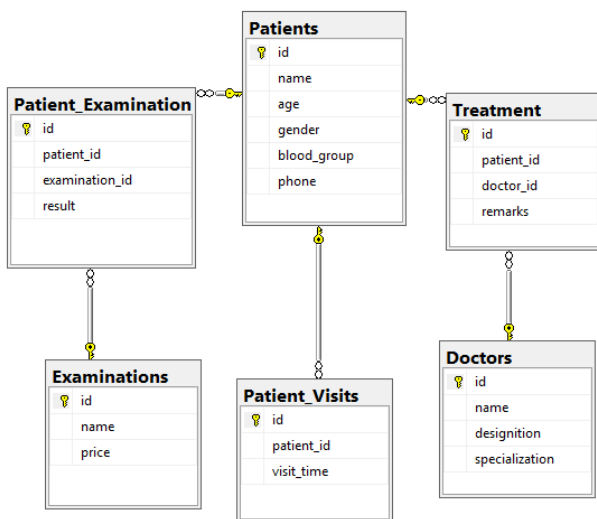 Patients
id
name
age
gender
blood_group
phone
Patient_Examination
id
patient_id
examination_id
result
Treatment
id
patient_id
doctor_id
remarks
Examinations
id
name
price
Patient_Visits
id
patient_id
visit_time
Doctors
id
name
designition
specialization